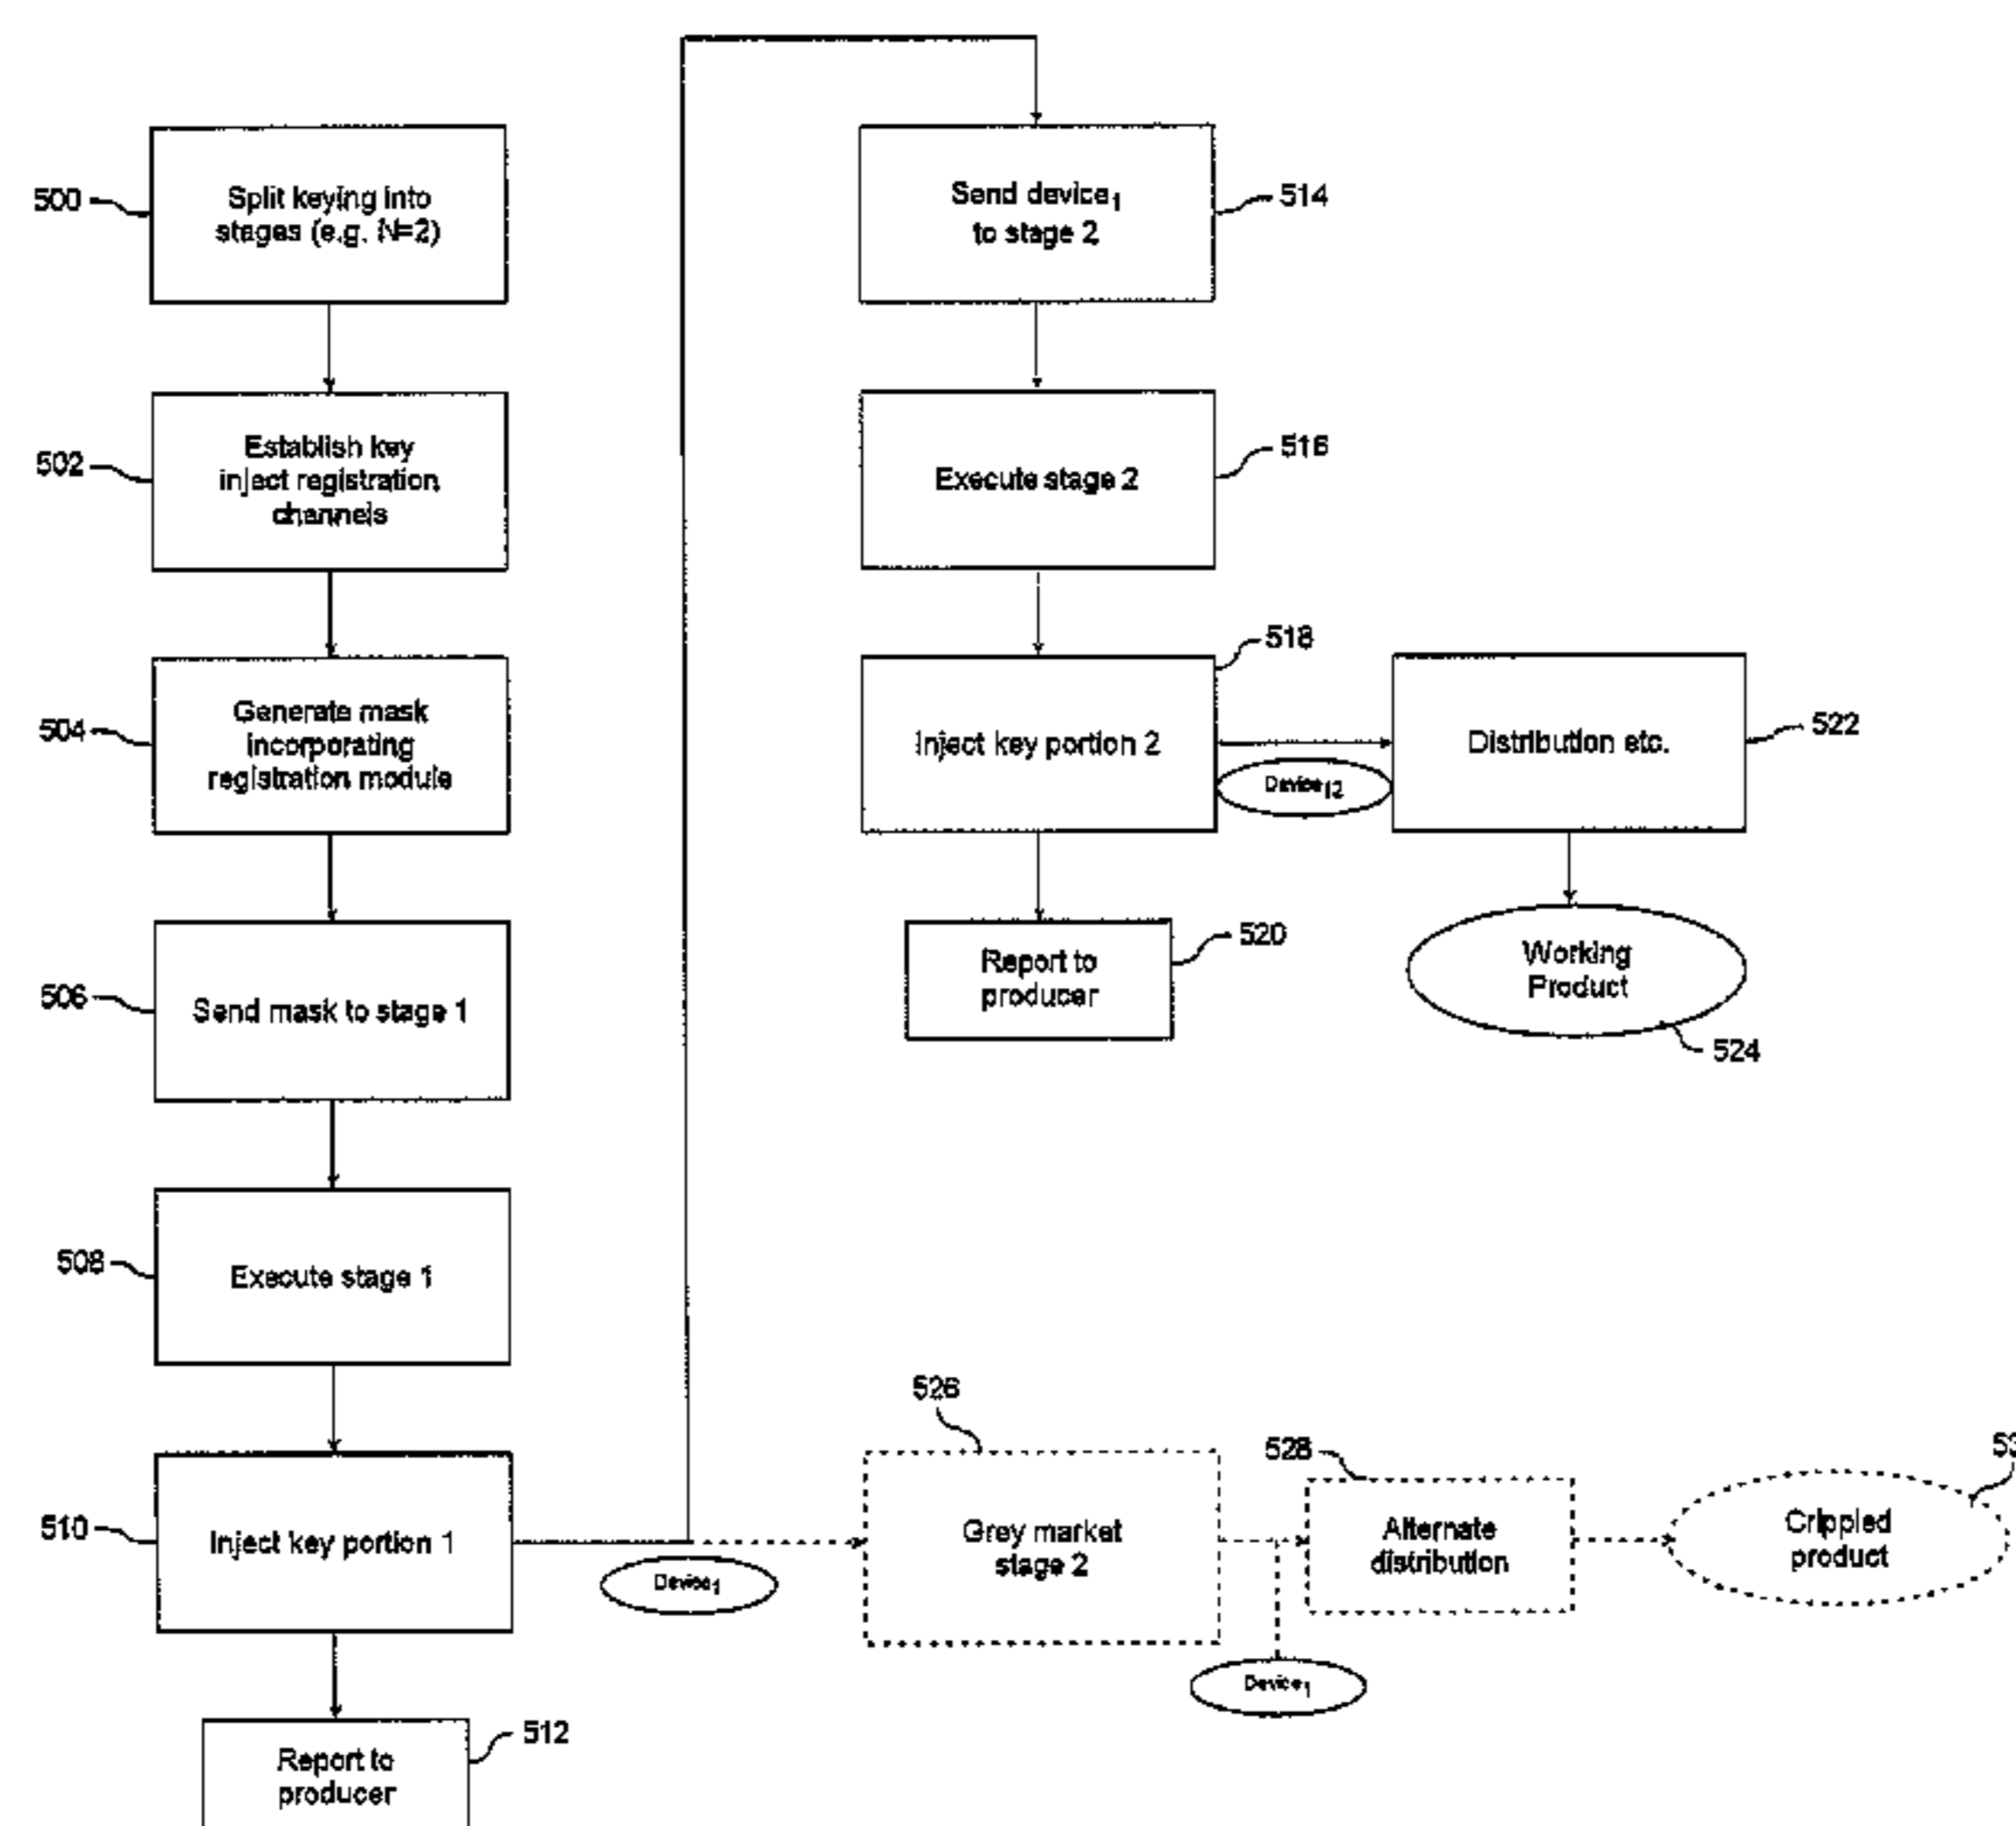 500
Split keying into
stages (e.g. N=2)
502
Establish key
inject registration
channels
504
Generate mask
incorporating
registration module
506
Send mask to stage 1
508
Execute stage 1
510
Inject key portion 1
Device1
512
Report to
producer
514
Send device1
to stage 2
516
Execute stage 2
518
Inject key portion 2
Device12
520
Report to
producer
522
Distribution etc.
524
Working
Product
526
Grey market
stage 2
Device1
528
Alternate
distribution
Crippled
product